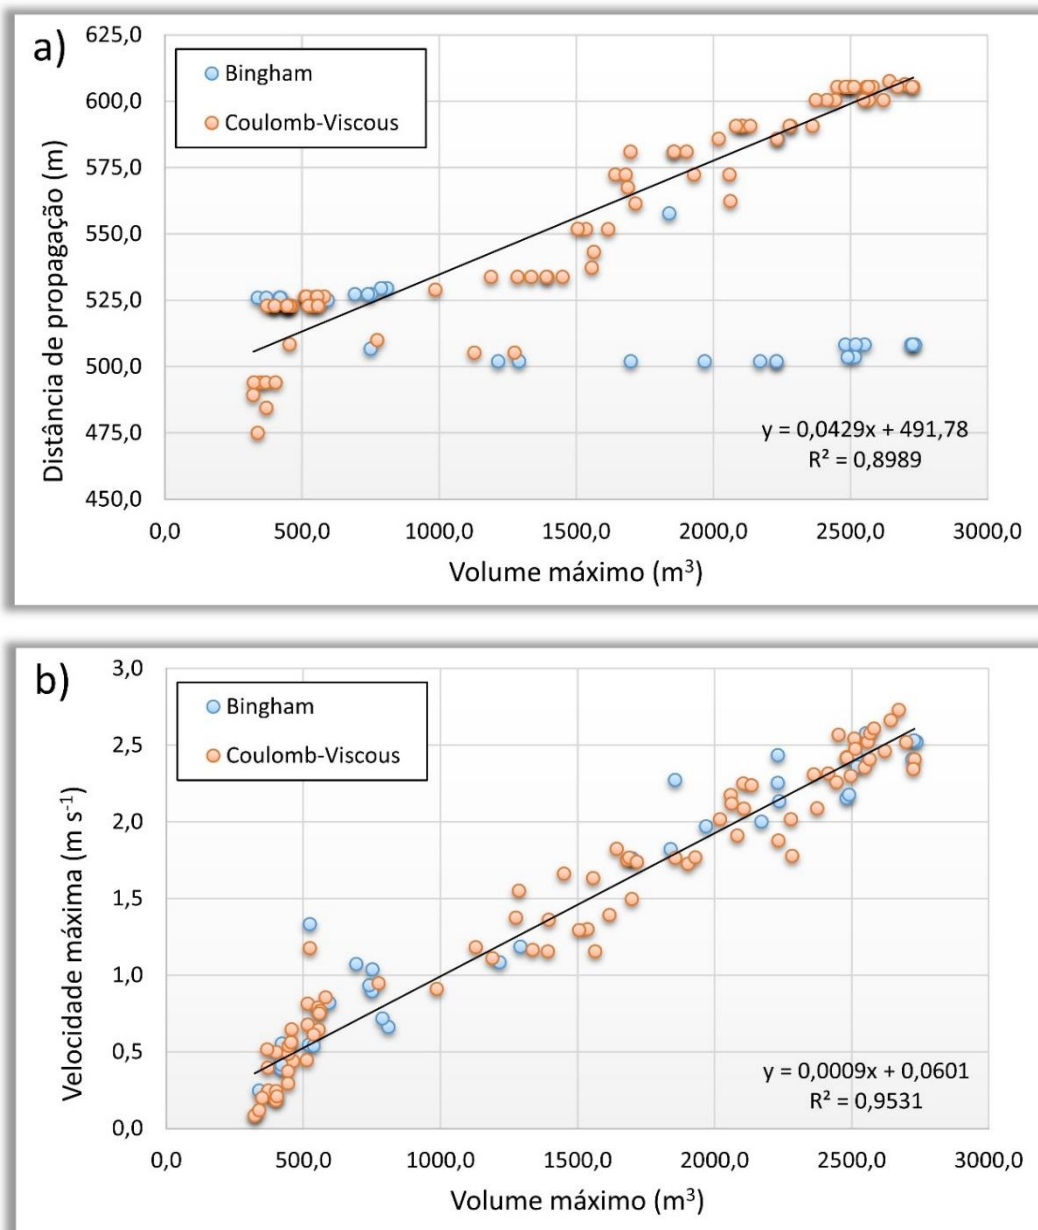 a)
625,0
600,0
575,0
550,0
525,0
500,0
475,0
450,0
Distância de propagação (m)
Bingham
Coulomb-Viscous
y = 0,0429x + 491,78
R² = 0,8989
0,0 500,0 1000,0 1500,0 2000,0 2500,0 3000,0
Volume máximo (m³)
b)
3,0
2,5
2,0
1,5
1,0
0,5
0,0
Velocidade máxima (m s⁻¹)
Bingham
Coulomb-Viscous
y = 0,0009x + 0,0601
R² = 0,9531
0,0 500,0 1000,0 1500,0 2000,0 2500,0 3000,0
Volume máximo (m³)